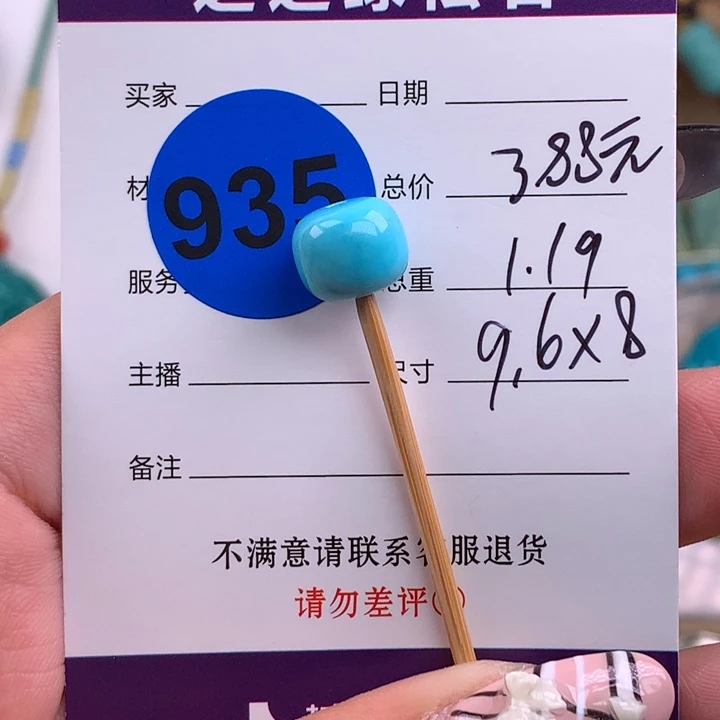 买家 日期
935
材 总价 388元
服务 总重 1.19
主播 尺寸 9.6x8
备注
不满意请联系客服退货
请勿差评